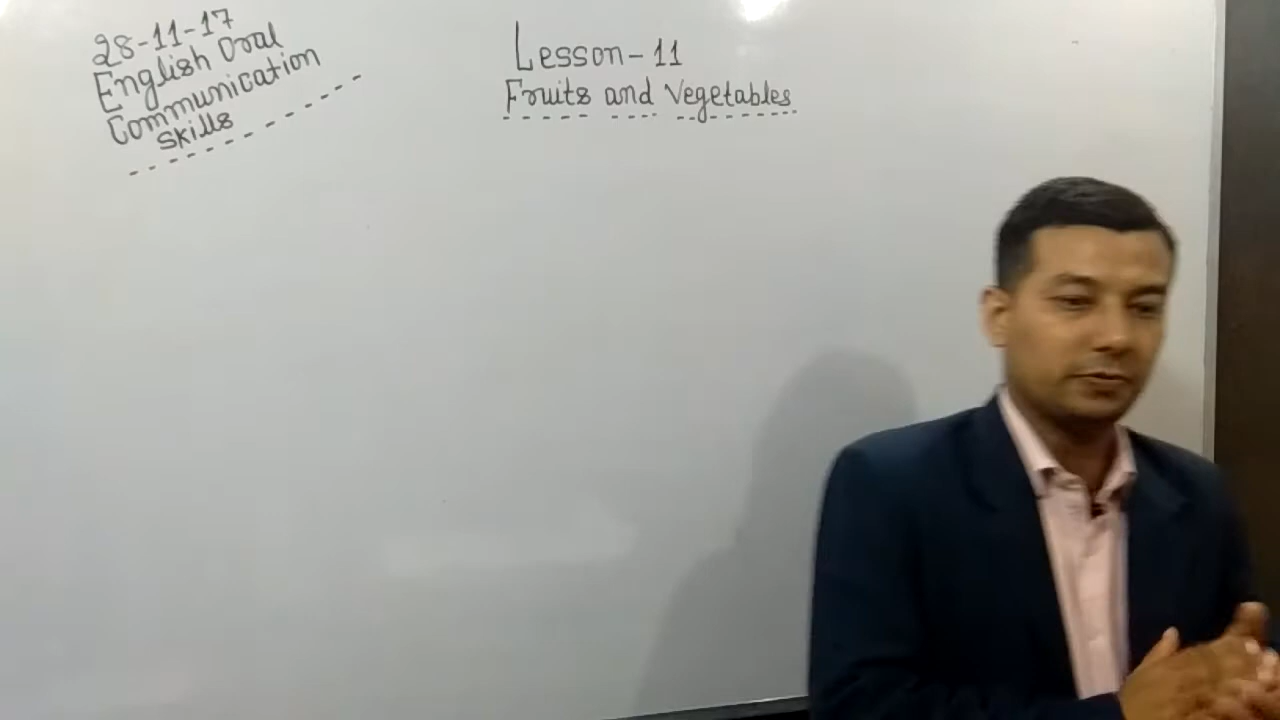 28-11-17
English Oral
Communication
Skills
Lesson-11
Fruits and Vegetables